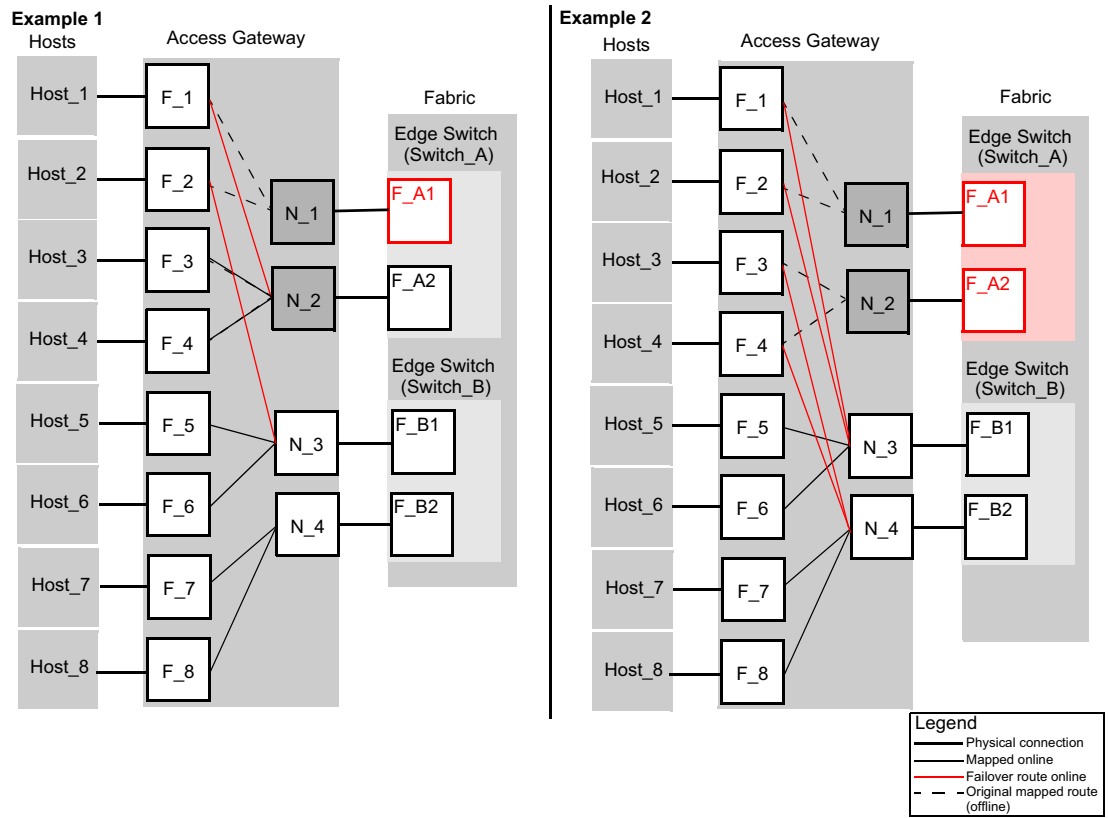 Example 1
Hosts
Access Gateway
Fabric
Host_1
Host_2
Host_3
Host_4
Host_5
Host_6
Host_7
Host_8
F_1
F_2
F_3
F_4
F_5
F_6
F_7
F_8
N_1
N_2
N_3
N_4
Edge Switch
(Switch_A)
F_A1
F_A2
Edge Switch
(Switch_B)
F_B1
F_B2
Example 2
Hosts
Access Gateway
Fabric
Host_1
Host_2
Host_3
Host_4
Host_5
Host_6
Host_7
Host_8
F_1
F_2
F_3
F_4
F_5
F_6
F_7
F_8
N_1
N_2
N_3
N_4
Edge Switch
(Switch_A)
F_A1
F_A2
Edge Switch
(Switch_B)
F_B1
F_B2
Legend
Physical connection
Mapped online
Failover route online
Original mapped route
(offline)